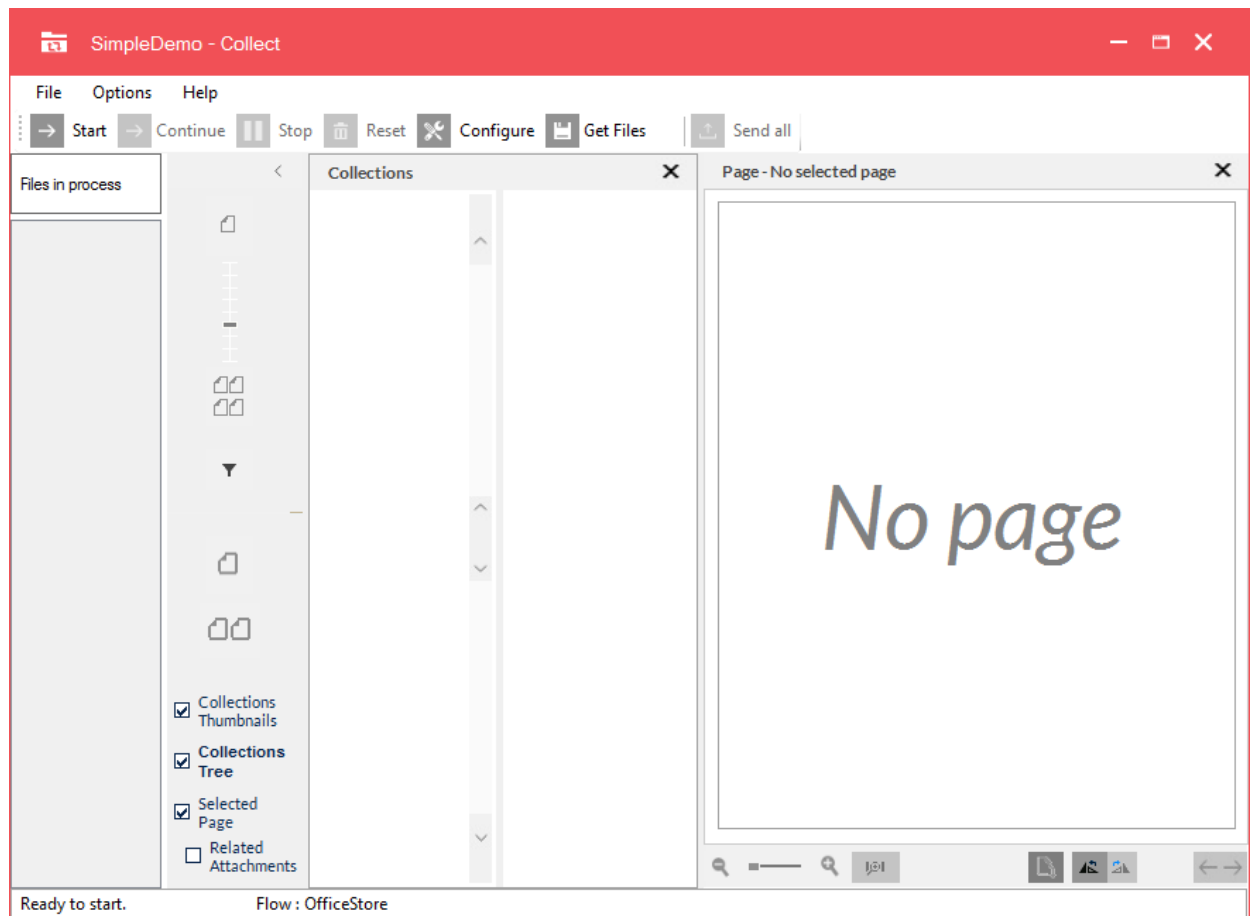 SimpleDemo - Collect
File Options Help
Start Continue Stop Reset Configure Get Files Send all
Files in process
Collections
Page - No selected page
No page
Collections
Thumbnails
Collections
Tree
Selected
Page
Related
Attachments
Ready to start. Flow : OfficeStore